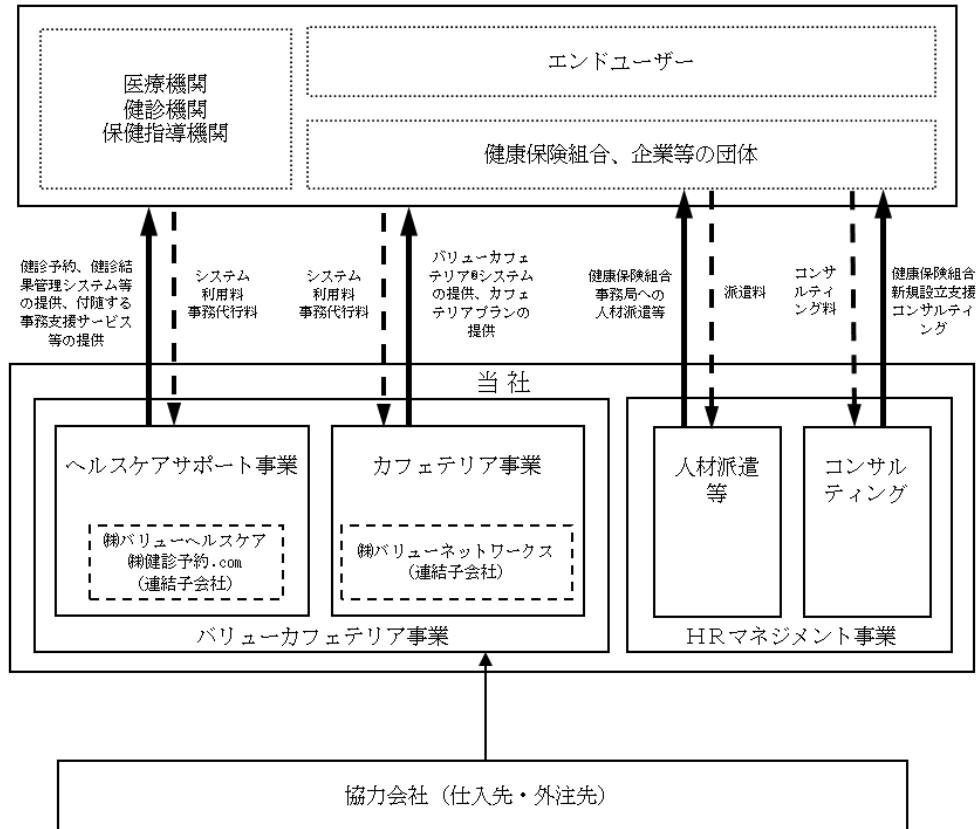 医療機関
健診機関
保健指導機関
エンドユーザー
健康保険組合、企業等の団体
健診予約、健診結
果管理システム等
の提供、付随する
事務支援サービス
等の提供
システム
利用料
事務代行料
システム
利用料
事務代行料
バリューカフェ
テリア®システム
の提供、カフェ
テリアプランの
提供
健康保険組合
事務局への
人材派遣等
派遣料
コンサ
ルティ
ング料
健康保険組合
新規設立支援
コンサルティ
ング
当社
ヘルスケアサポート事業
㈱バリューヘルスケア
㈱健診予約.com
(連結子会社)
カフェテリア事業
㈱バリューネットワークス
(連結子会社)
バリューカフェテリア事業
人材派遣
等
コンサル
ティング
HRマネジメント事業
協力会社(仕入先・外注先)